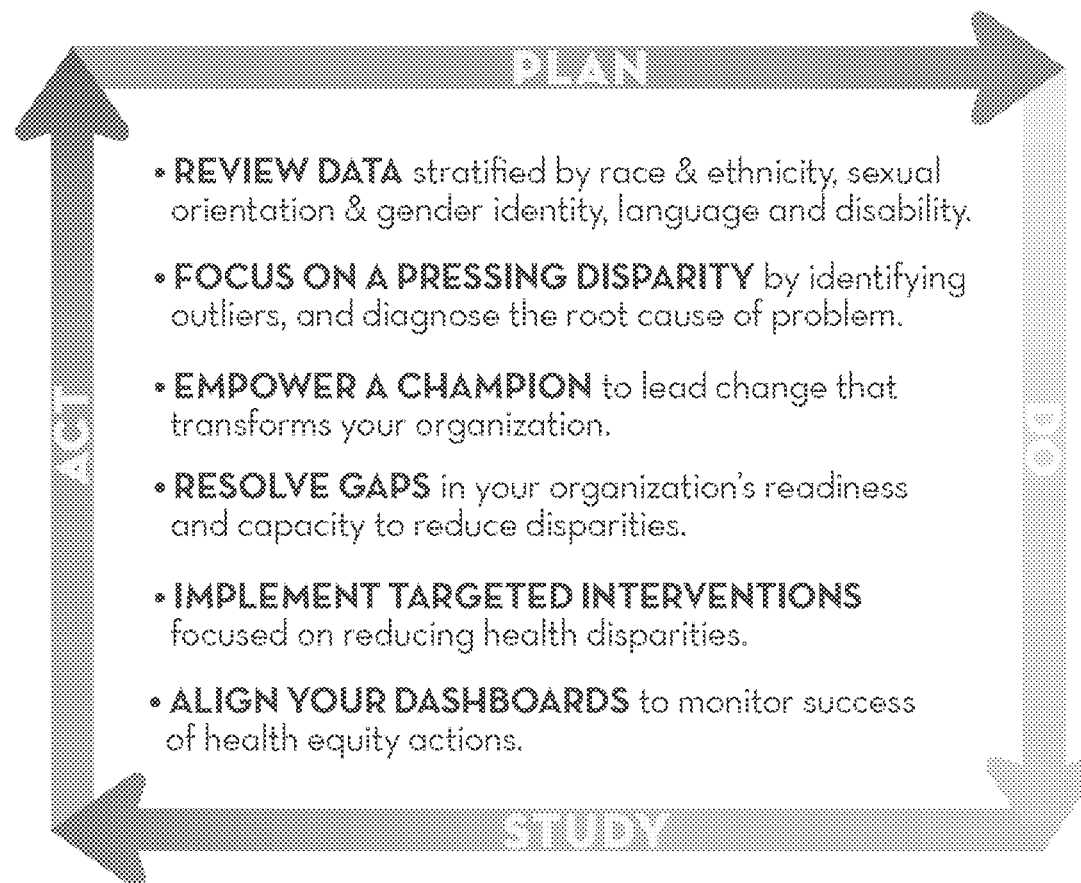 PLAN
• REVIEW DATA stratified by race & ethnicity, sexual
orientation & gender identity, language and disability.
• FOCUS ON A PRESSING DISPARITY by identifying
outliers, and diagnose the root cause of problem.
• EMPOWER A CHAMPION to lead change that
transforms your organization.
• RESOLVE GAPS in your organization's readiness
and capacity to reduce disparities.
• IMPLEMENT TARGETED INTERVENTIONS
focused on reducing health disparities.
• ALIGN YOUR DASHBOARDS to monitor success
of health equity actions.
DO
STUDY
ACT